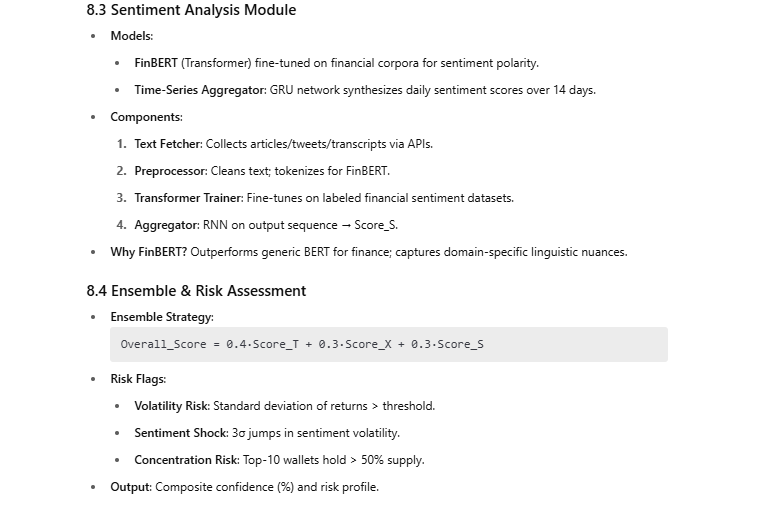 8.3 Sentiment Analysis Module
• Models:
• FinBERT (Transformer) fine-tuned on financial corpora for sentiment polarity.
• Time-Series Aggregator: GRU network synthesizes daily sentiment scores over 14 days.
• Components:
1. Text Fetcher: Collects articles/tweets/transcripts via APIs.
2. Preprocessor: Cleans text; tokenizes for FinBERT.
3. Transformer Trainer: Fine-tunes on labeled financial sentiment datasets.
4. Aggregator: RNN on output sequence → Score_S.
• Why FinBERT? Outperforms generic BERT for finance; captures domain-specific linguistic nuances.
8.4 Ensemble & Risk Assessment
• Ensemble Strategy:
Overall_Score = 0.4·Score_T + 0.3·Score_X + 0.3·Score_S
• Risk Flags:
• Volatility Risk: Standard deviation of returns > threshold.
• Sentiment Shock: 3σ jumps in sentiment volatility.
• Concentration Risk: Top-10 wallets hold > 50% supply.
• Output: Composite confidence (%) and risk profile.